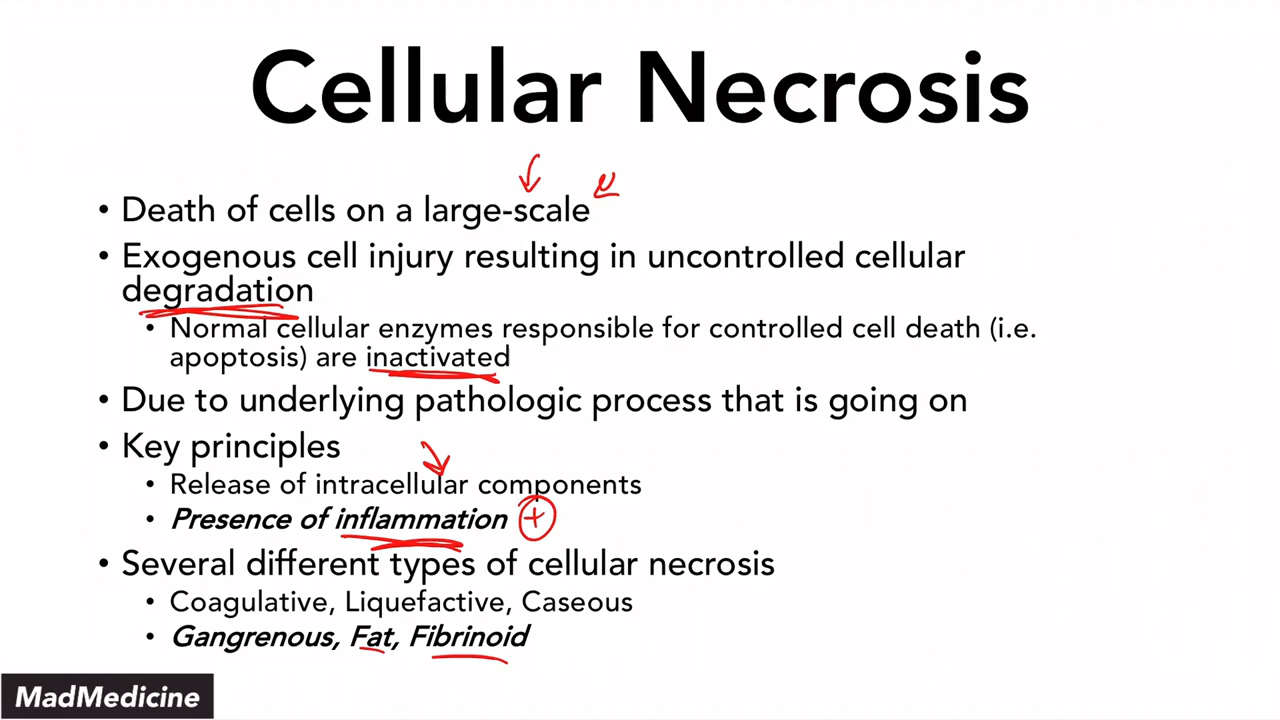 Cellular Necrosis
• Death of cells on a large-scale
• Exogenous cell injury resulting in uncontrolled cellular
degradation
• Normal cellular enzymes responsible for controlled cell death (i.e.
apoptosis) are inactivated
• Due to underlying pathologic process that is going on
• Key principles
• Release of intracellular components
• Presence of inflammation +
• Several different types of cellular necrosis
• Coagulative, Liquefactive, Caseous
• Gangrenous, Fat, Fibrinoid
MadMedicine